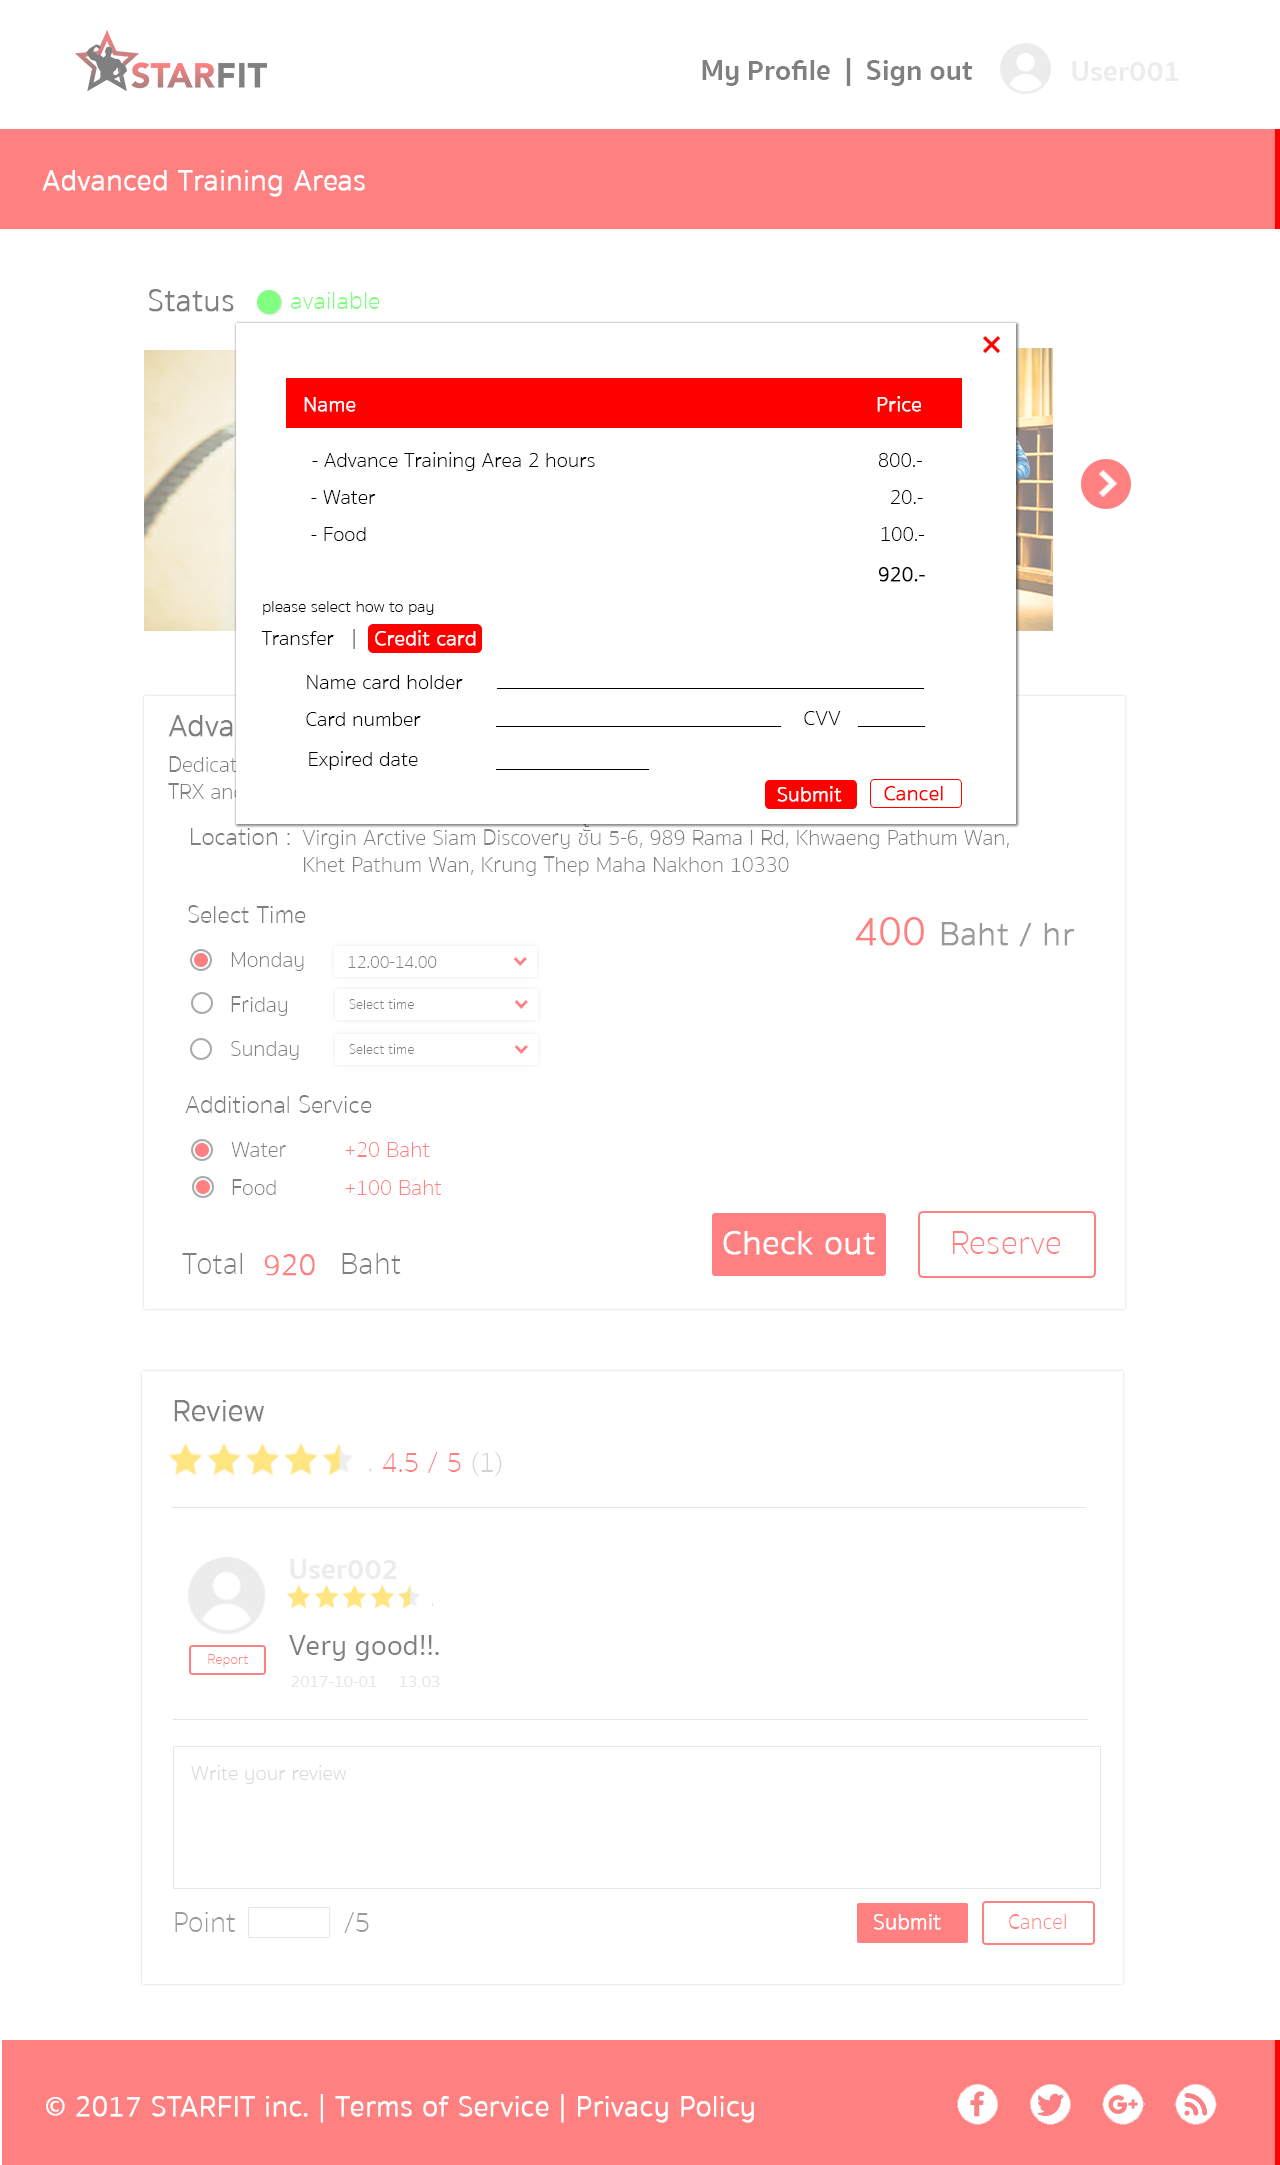 STARFIT
My Profile | Sign out
User001
Advanced Training Areas
Status available
Name Price
- Advance Training Area 2 hours 800.-
- Water 20.-
- Food 100.-
920.-
please select how to pay
Transfer | Credit card
Name card holder
Card number CVV
Expired date
Submit Cancel
Adva
Dedicat
TRX and
Location : Virgin Arctive Siam Discovery ชั้น 5-6, 989 Rama I Rd, Khwaeng Pathum Wan,
Khet Pathum Wan, Krung Thep Maha Nakhon 10330
Select Time
400 Baht / hr
Monday 12.00-14.00
Friday Select time
Sunday Select time
Additional Service
Water +20 Baht
Food +100 Baht
Total 920 Baht
Check out Reserve
Review
. 4.5 / 5 (1)
User002
.
Very good!!.
Report
2017-10-01 13.03
Write your review
Point /5
Submit Cancel
© 2017 STARFIT inc. | Terms of Service | Privacy Policy